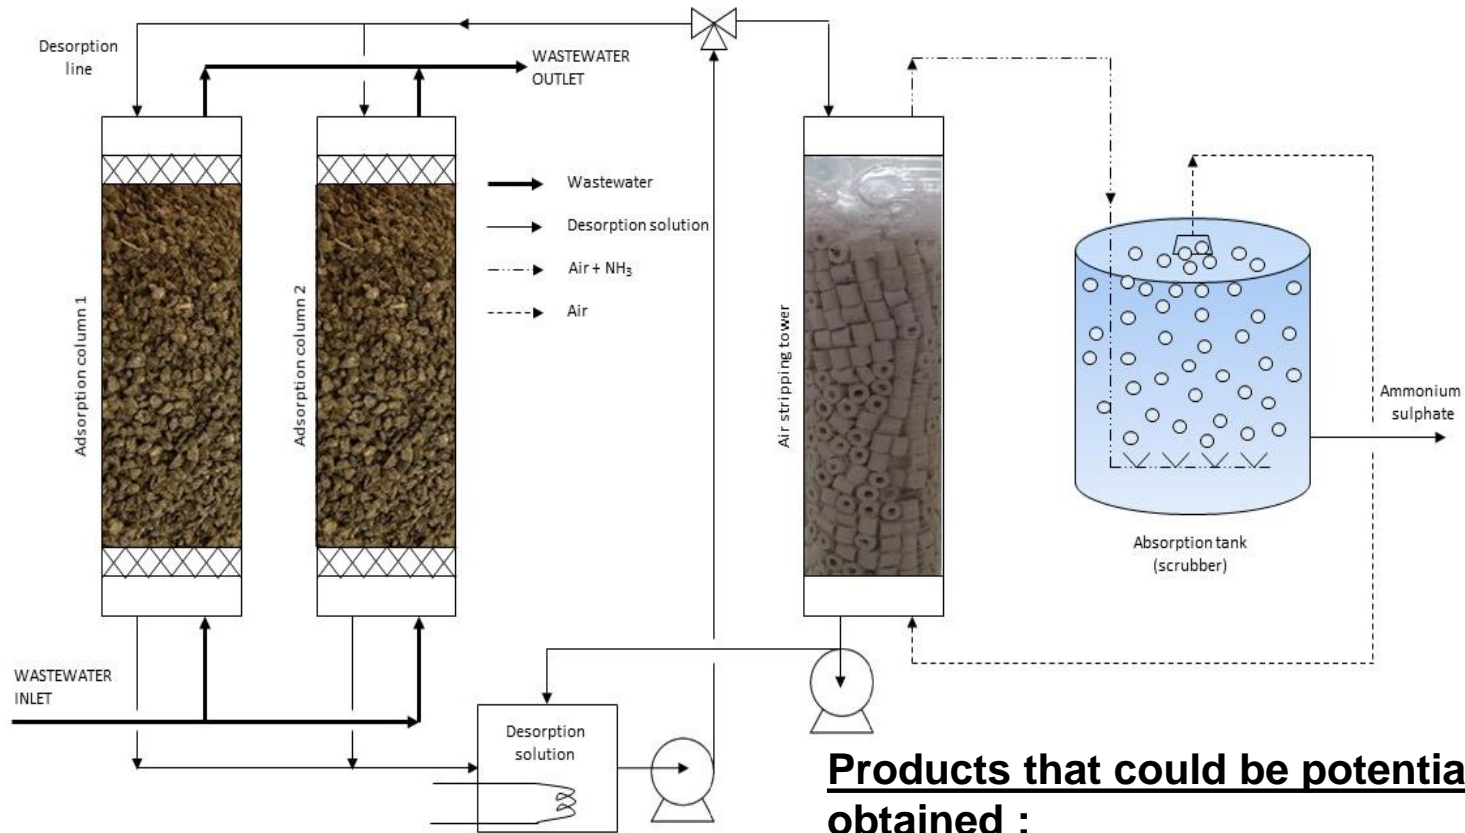 Desorption
line
WASTEWATER
OUTLET
Wastewater
Desorption solution
Air + NH₃
Air
Adsorption column 1
Adsorption column 2
Air stripping tower
Ammonium
sulphate
Absorption tank
(scrubber)
WASTEWATER
INLET
Desorption
solution
Products that could be potentia
obtained :